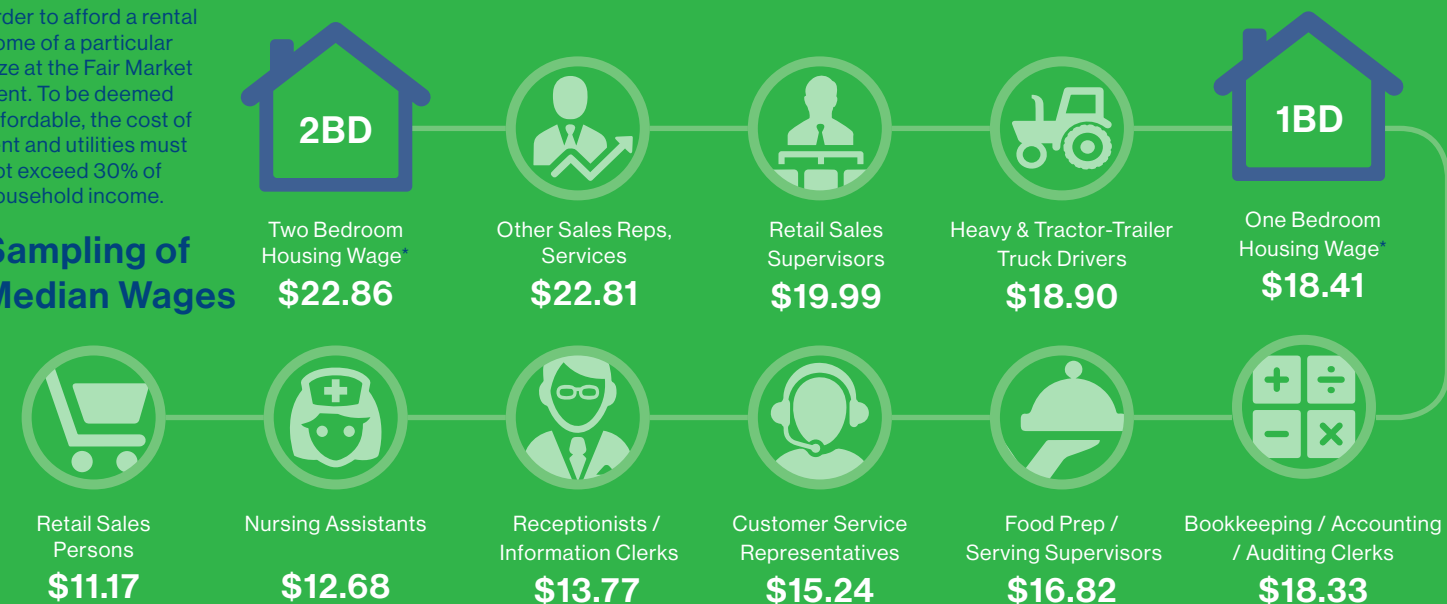 rder to afford a rental
ome of a particular
ze at the Fair Market
ent. To be deemed
ffordable, the cost of
nt and utilities must
ot exceed 30% of
ousehold income.
Sampling of
Median Wages
2BD
Two Bedroom
Housing Wage*
$22.86
Other Sales Reps,
Services
$22.81
Retail Sales
Supervisors
$19.99
Heavy & Tractor-Trailer
Truck Drivers
$18.90
1BD
One Bedroom
Housing Wage*
$18.41
Retail Sales
Persons
$11.17
Nursing Assistants
$12.68
Receptionists /
Information Clerks
$13.77
Customer Service
Representatives
$15.24
Food Prep /
Serving Supervisors
$16.82
Bookkeeping / Accounting
/ Auditing Clerks
$18.33